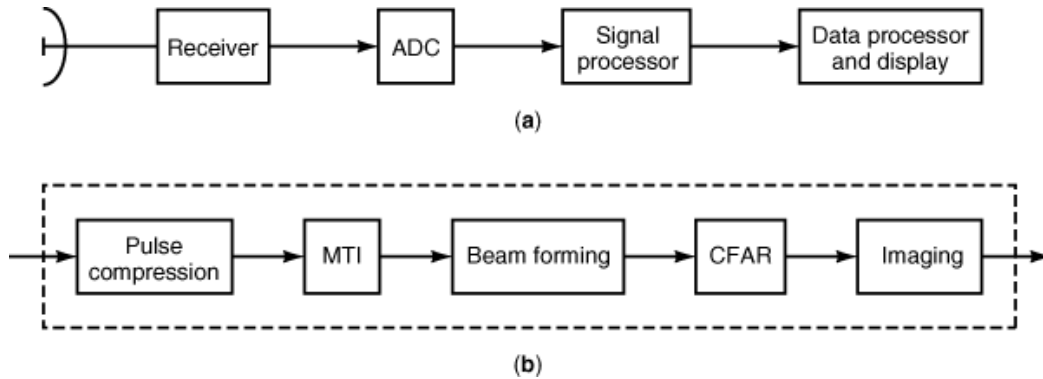 Receiver
ADC
Signal
processor
Data processor
and display
(a)
Pulse
compression
MTI
Beam forming
CFAR
Imaging
(b)